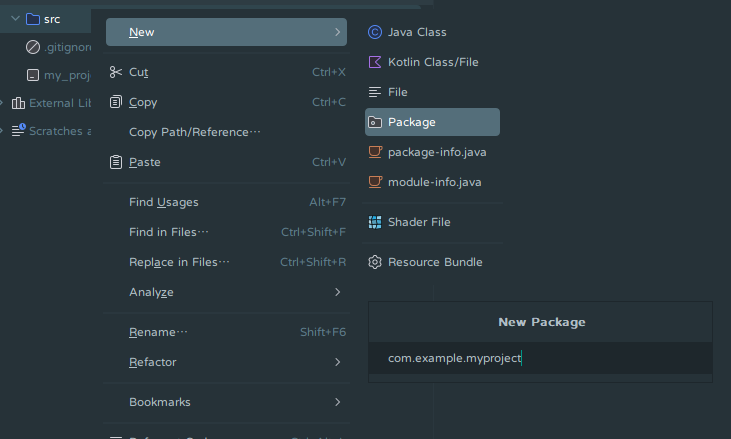 src
.gitignore
my_proj
External Lib
Scratches a
New
Cut Ctrl+X
Copy Ctrl+C
Copy Path/Reference...
Paste Ctrl+V
Find Usages Alt+F7
Find in Files... Ctrl+Shift+F
Replace in Files... Ctrl+Shift+R
Analyze
Rename... Shift+F6
Refactor
Bookmarks
Java Class
Kotlin Class/File
File
Package
package-info.java
module-info.java
Shader File
Resource Bundle
New Package
com.example.myproject